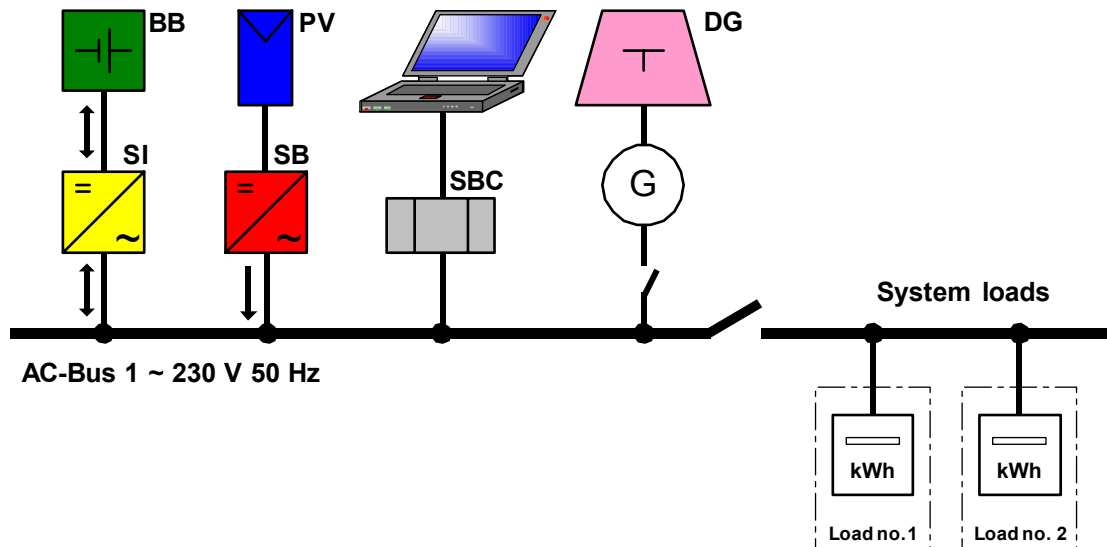 BB
PV
DG
SI
SB
SBC
G
System loads
AC-Bus 1 ~ 230 V 50 Hz
kWh
kWh
Load no.1
Load no. 2